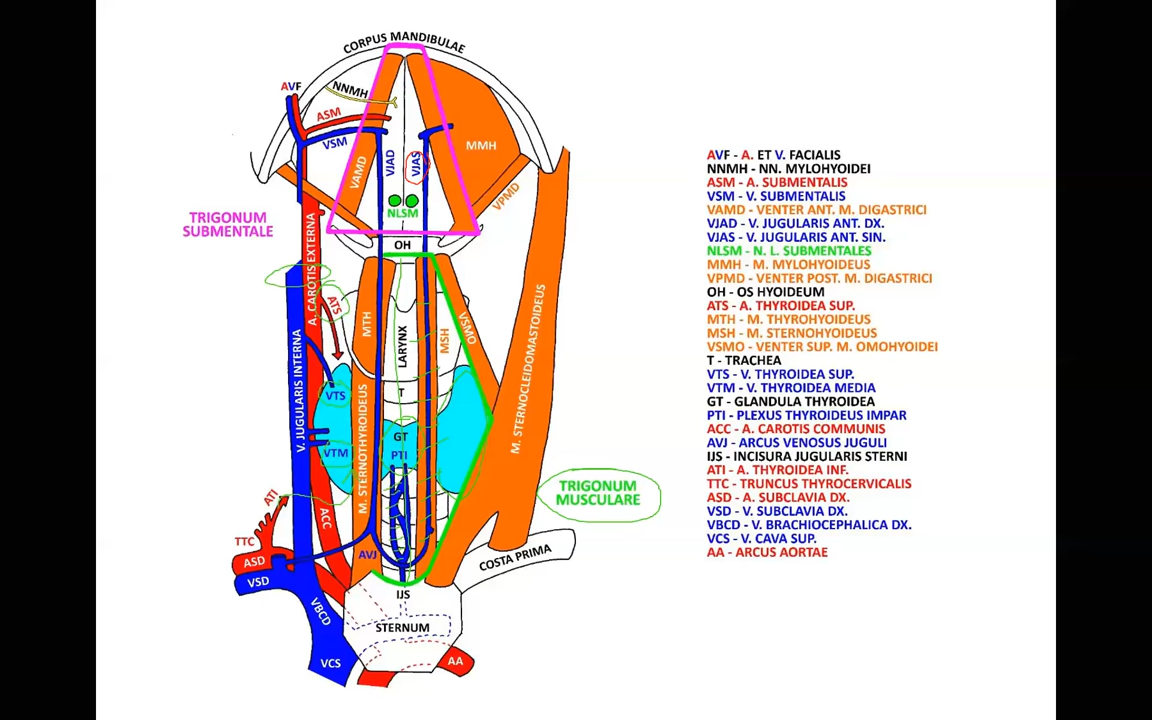 CORPUS MANDIBULAE
AVF
NNMH
ASM
VSM
VAMD
VJAD
VJAS
MMH
VPMD
NLSM
TRIGONUM
SUBMENTALE
OH
A. CAROTIS EXTERNA
ATS
MTH
LARYNX
MSH
VSMO
M. STERNOCLEIDOMASTOIDEUS
V. JUGULARIS INTERNA
T
VTS
M. STERNOTHYROIDEUS
GT
PTI
VTM
TRIGONUM
MUSCULARE
ATI
ACC
TTC
ASD
AVJ
COSTA PRIMA
VSD
IJS
VBCD
STERNUM
VCS
AA
AVF - A. ET V. FACIALIS
NNMH - NN. MYLOHYOIDEI
ASM - A. SUBMENTALIS
VSM - V. SUBMENTALIS
VAMD - VENTER ANT. M. DIGASTRICI
VJAD - V. JUGULARIS ANT. DX.
VJAS - V. JUGULARIS ANT. SIN.
NLSM - N. L. SUBMENTALES
MMH - M. MYLOHYOIDEUS
VPMD - VENTER POST. M. DIGASTRICI
OH - OS HYOIDEUM
ATS - A. THYROIDEA SUP.
MTH - M. THYROHYOIDEUS
MSH - M. STERNOHYOIDEUS
VSMO - VENTER SUP. M. OMOHYOIDEI
T - TRACHEA
VTS - V. THYROIDEA SUP.
VTM - V. THYROIDEA MEDIA
GT - GLANDULA THYROIDEA
PTI - PLEXUS THYROIDEUS IMPAR
ACC - A. CAROTIS COMMUNIS
AVJ - ARCUS VENOSUS JUGULI
IJS - INCISURA JUGULARIS STERNI
ATI - A. THYROIDEA INF.
TTC - TRUNCUS THYROCERVICALIS
ASD - A. SUBCLAVIA DX.
VSD - V. SUBCLAVIA DX.
VBCD - V. BRACHIOCEPHALICA DX.
VCS - V. CAVA SUP.
AA - ARCUS AORTAE